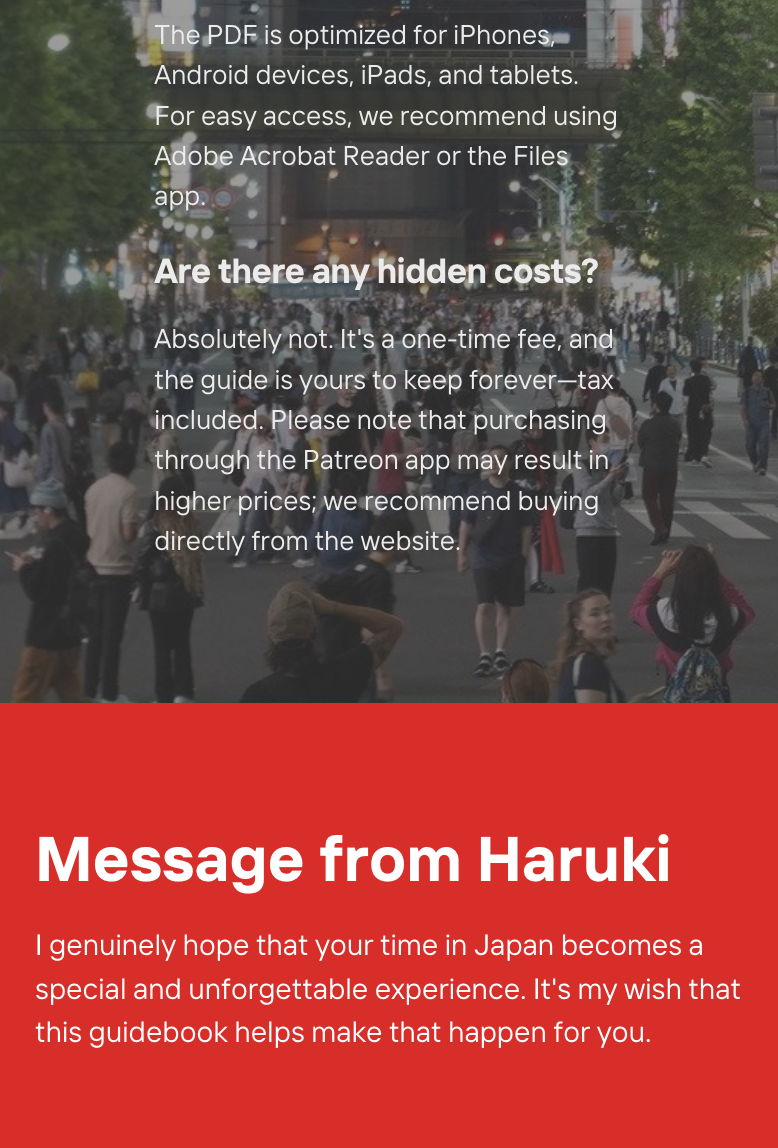 The PDF is optimized for iPhones,
Android devices, iPads, and tablets.
For easy access, we recommend using
Adobe Acrobat Reader or the Files
app.
Are there any hidden costs?
Absolutely not. It's a one-time fee, and
the guide is yours to keep forever—tax
included. Please note that purchasing
through the Patreon app may result in
higher prices; we recommend buying
directly from the website.
Message from Haruki
I genuinely hope that your time in Japan becomes a
special and unforgettable experience. It's my wish that
this guidebook helps make that happen for you.